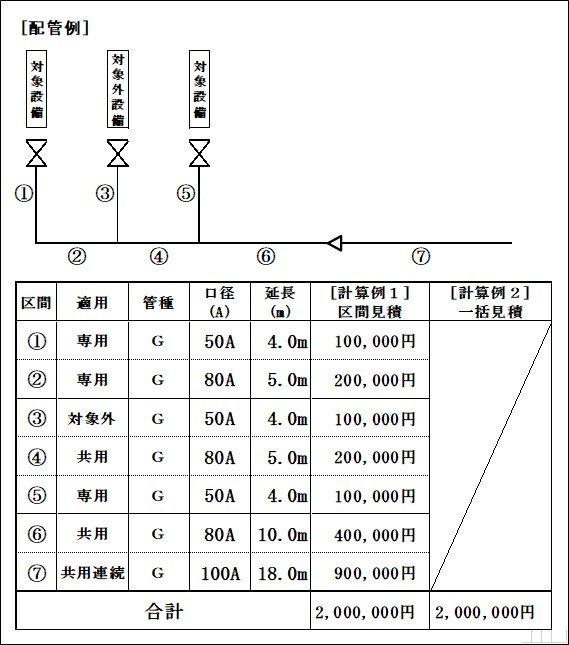 [配管例]
対象設備
対象外設備
対象設備
① ③ ⑤
② ④ ⑥ ⑦
区間 適用 管種 口径(A) 延長(m) [計算例１]区間見積 [計算例２]一括見積
① 専用 G 50A 4.0m 100,000円
② 専用 G 80A 5.0m 200,000円
③ 対象外 G 50A 4.0m 100,000円
④ 共用 G 80A 5.0m 200,000円
⑤ 専用 G 50A 4.0m 100,000円
⑥ 共用 G 80A 10.0m 400,000円
⑦ 共用連続 G 100A 18.0m 900,000円
合計 2,000,000円 2,000,000円